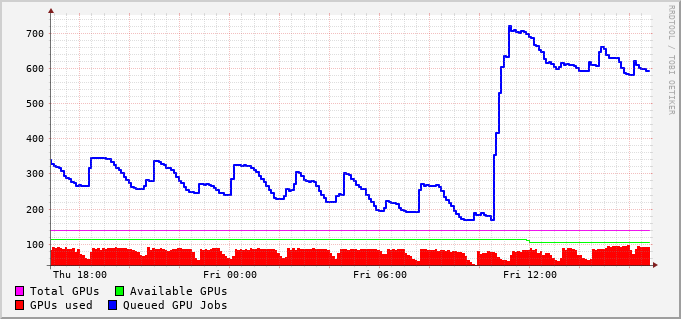 700
600
500
400
300
200
100
Thu 18:00 Fri 00:00 Fri 06:00 Fri 12:00
Total GPUs Available GPUs
GPUs used Queued GPU Jobs
RRDTOOL / TOBI OETIKER